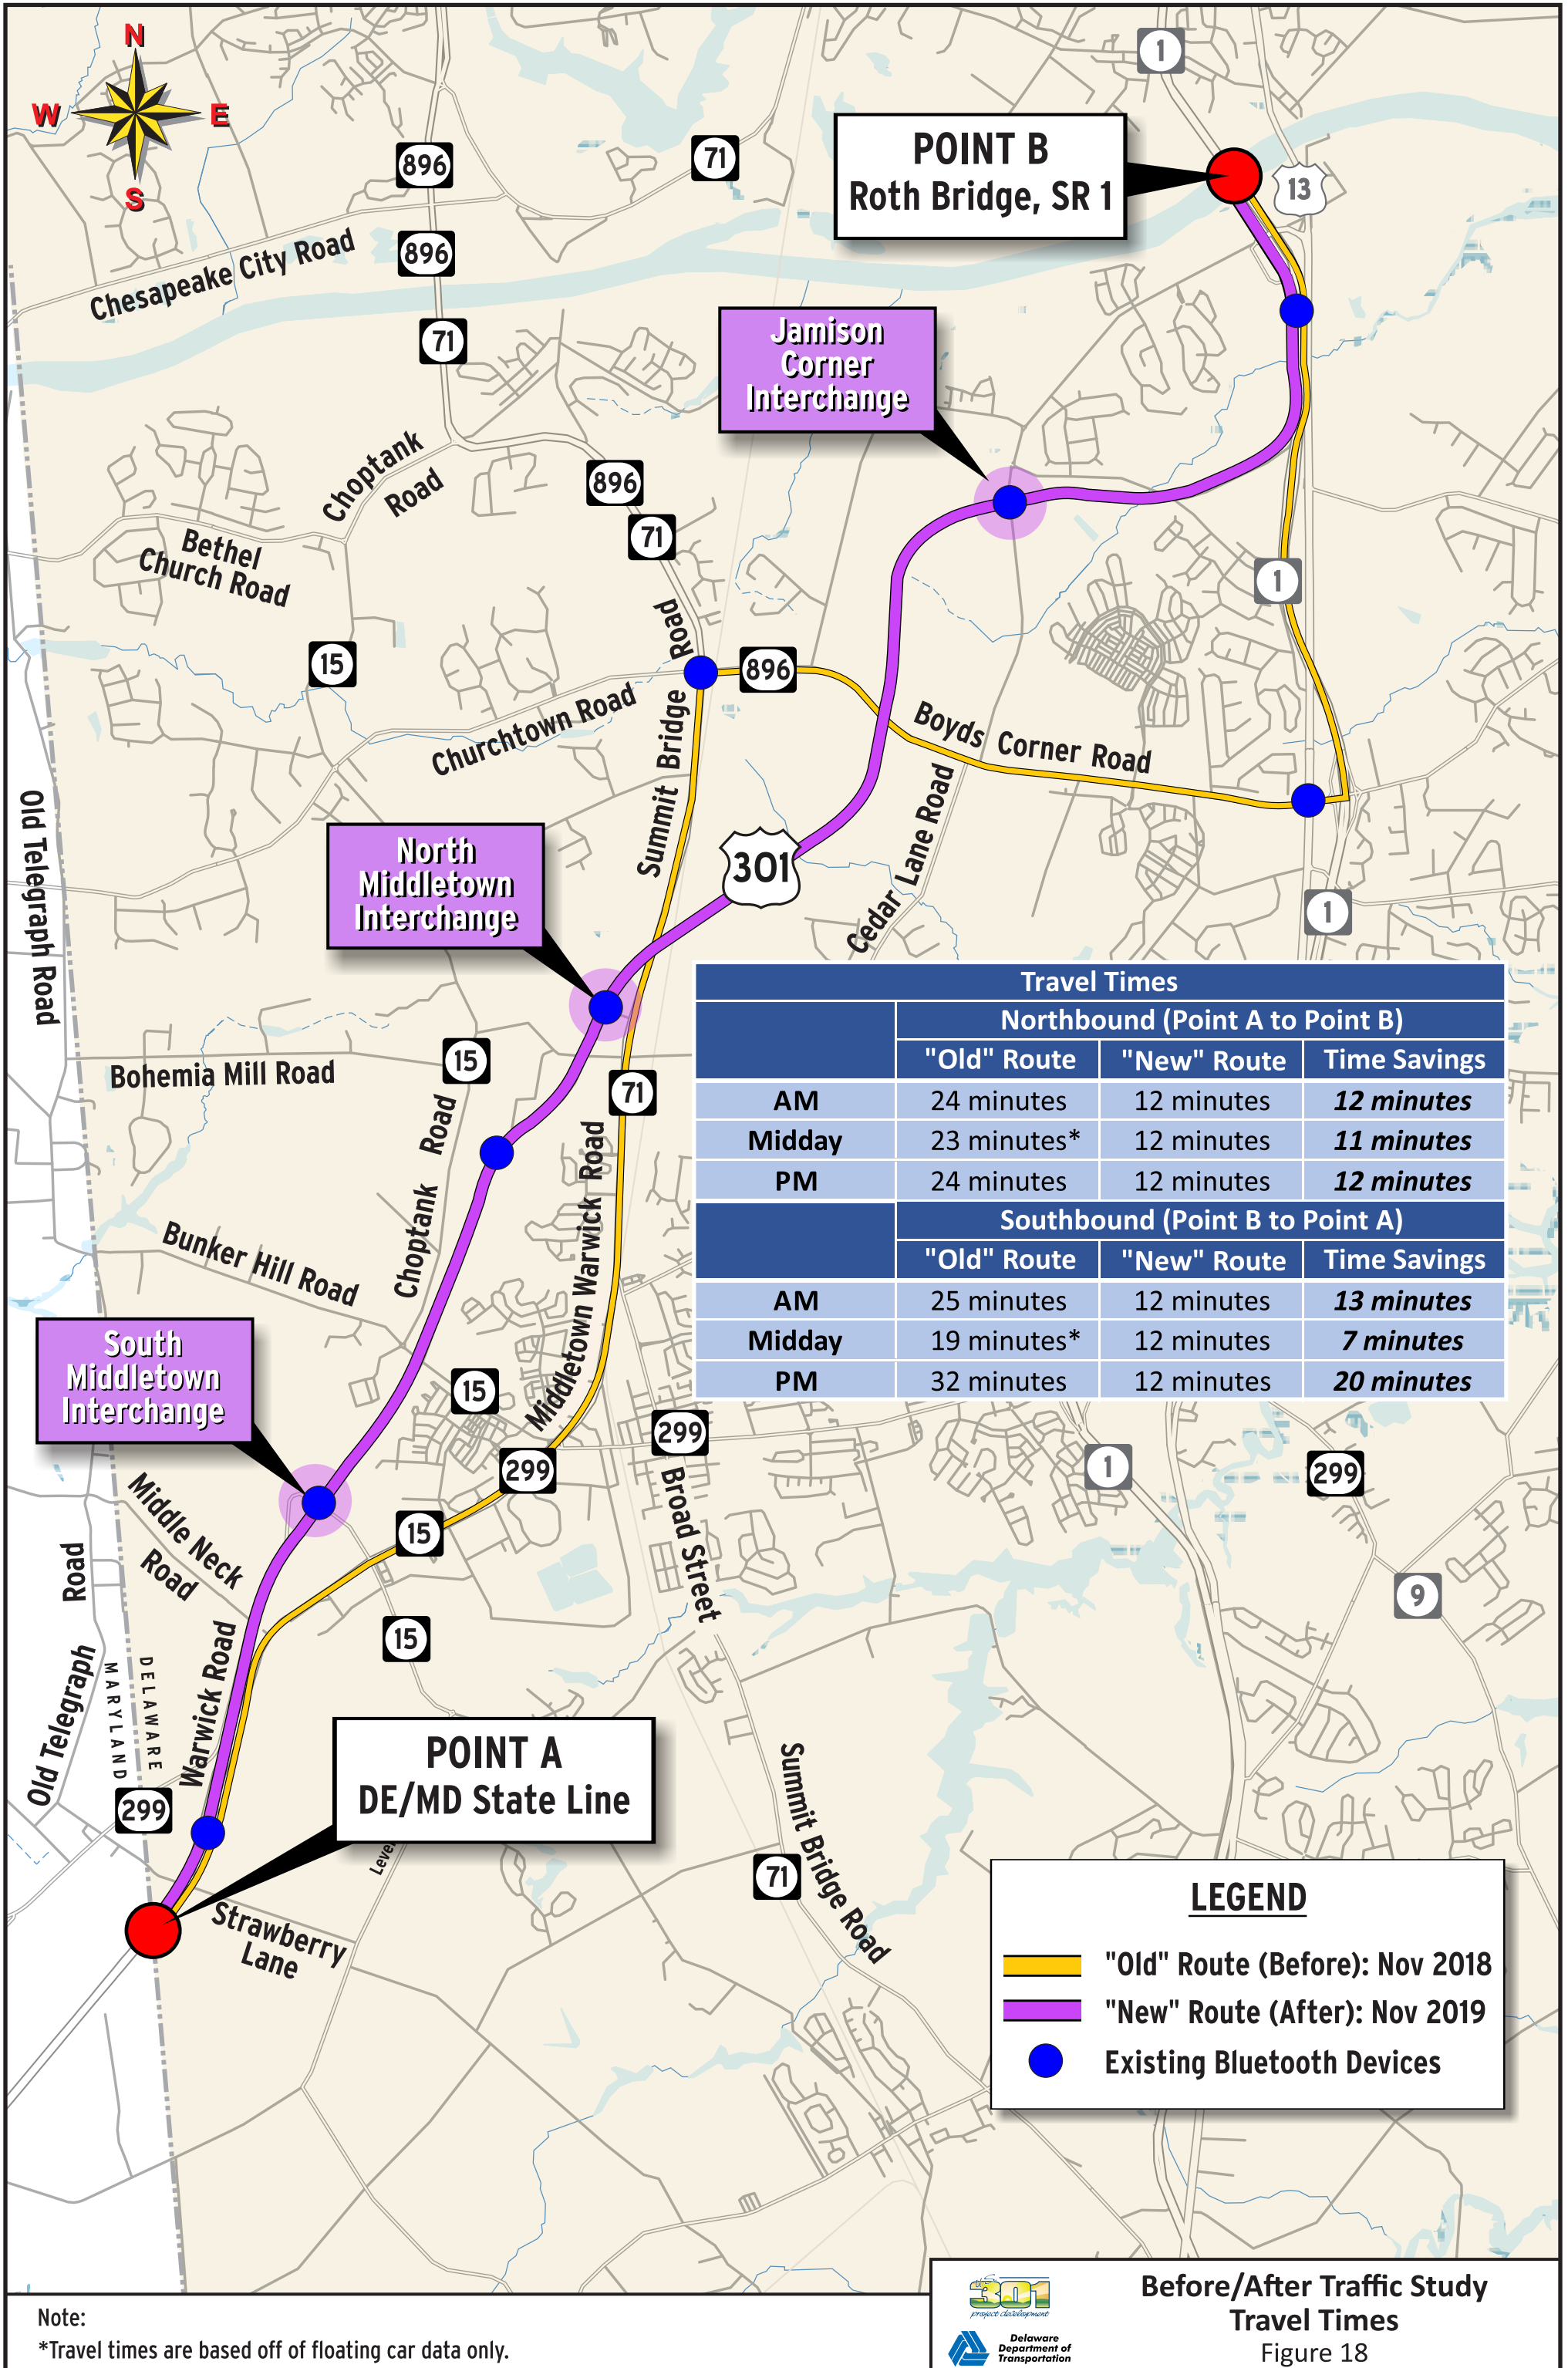 N
W
E
S
1
896
71
POINT B
Roth Bridge, SR 1
13
896
Chesapeake City Road
71
Jamison
Corner
Interchange
Choptank
Road
896
71
Bethel
Church Road
1
15
Road
896
Churchtown Road
Summit Bridge
Boyds Corner Road
Old Telegraph Road
North
Middletown
Interchange
301
Cedar Lane Road
1
Travel Times
Northbound (Point A to Point B)
"Old" Route "New" Route Time Savings
AM 24 minutes 12 minutes 12 minutes
Midday 23 minutes* 12 minutes 11 minutes
PM 24 minutes 12 minutes 12 minutes
Southbound (Point B to Point A)
"Old" Route "New" Route Time Savings
AM 25 minutes 12 minutes 13 minutes
Midday 19 minutes* 12 minutes 7 minutes
PM 32 minutes 12 minutes 20 minutes
15
Bohemia Mill Road
71
Choptank Road
Middletown Warwick Road
Bunker Hill Road
South
Middletown
Interchange
15
299
299
1
299
Middle Neck
Road
15
Broad Street
Road
9
15
Old Telegraph
MARYLAND
DELAWARE
Warwick Road
POINT A
DE/MD State Line
299
Leve
Summit Bridge Road
71
Strawberry
Lane
LEGEND
"Old" Route (Before): Nov 2018
"New" Route (After): Nov 2019
Existing Bluetooth Devices
Note:
*Travel times are based off of floating car data only.
US
301
project development
Delaware
Department of
Transportation
Before/After Traffic Study
Travel Times
Figure 18